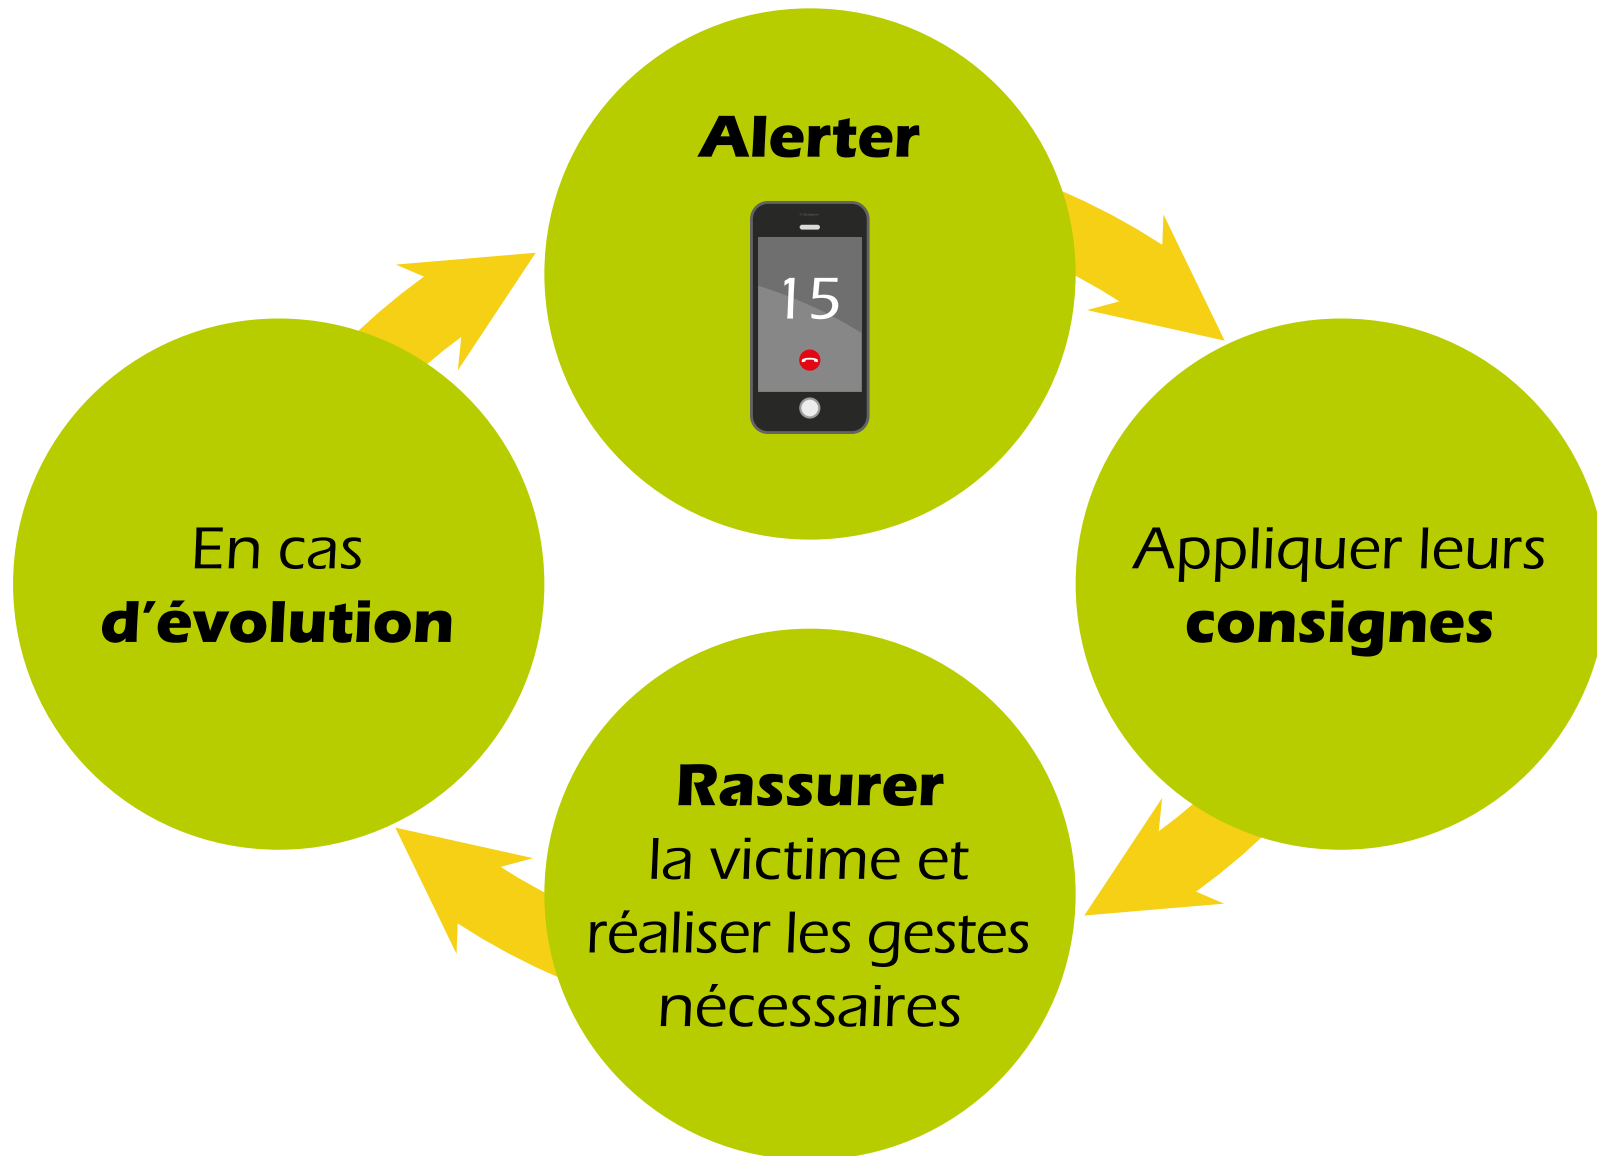 Alerter
15
Appliquer leurs
consignes
Rassurer
la victime et
réaliser les gestes
nécessaires
En cas
d'évolution